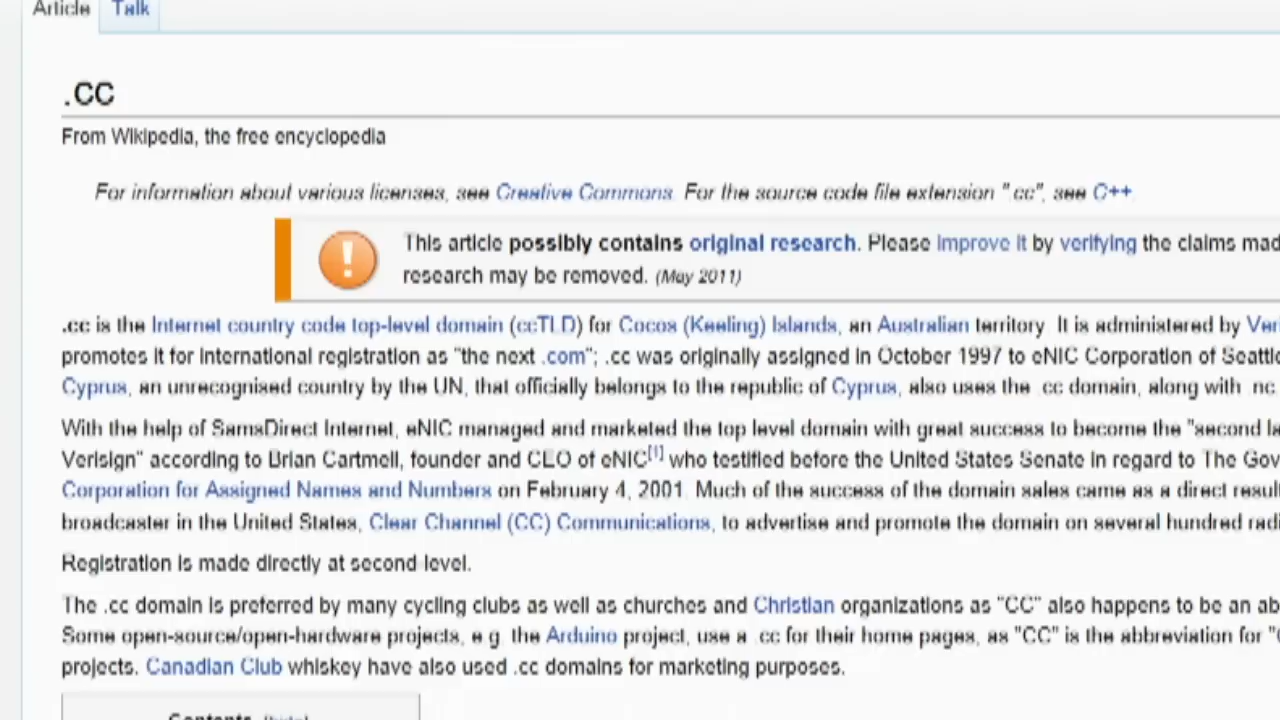 Article Talk
.cc
From Wikipedia, the free encyclopedia
For information about various licenses, see Creative Commons. For the source code file extension ".cc", see C++.
This article possibly contains original research. Please improve it by verifying the claims mad
research may be removed. (May 2011)
.cc is the Internet country code top-level domain (ccTLD) for Cocos (Keeling) Islands, an Australian territory. It is administered by Veri
promotes it for international registration as "the next .com"; .cc was originally assigned in October 1997 to eNIC Corporation of Seattle
Cyprus, an unrecognised country by the UN, that officially belongs to the republic of Cyprus, also uses the .cc domain, along with .nc.
With the help of SamsDirect Internet, eNIC managed and marketed the top level domain with great success to become the "second la
Verisign" according to Brian Cartmell, founder and CEO of eNIC[1] who testified before the United States Senate in regard to The Gov
Corporation for Assigned Names and Numbers on February 4, 2001. Much of the success of the domain sales came as a direct result
broadcaster in the United States, Clear Channel (CC) Communications, to advertise and promote the domain on several hundred radi
Registration is made directly at second level.
The .cc domain is preferred by many cycling clubs as well as churches and Christian organizations as "CC" also happens to be an ab
Some open-source/open-hardware projects, e.g. the Arduino project, use a .cc for their home pages, as "CC" is the abbreviation for "C
projects. Canadian Club whiskey have also used .cc domains for marketing purposes.
Contents [hide]